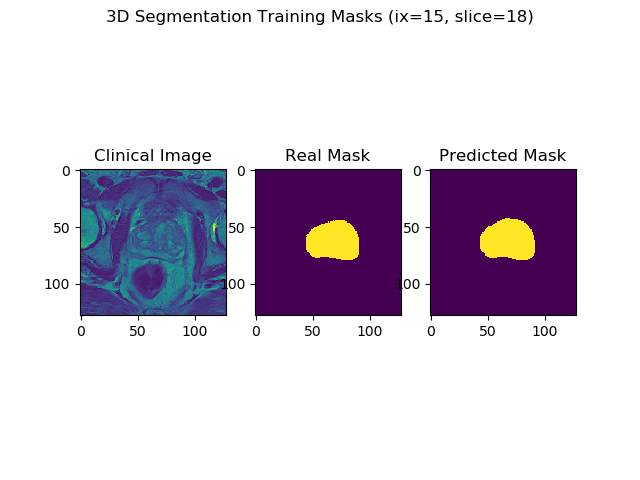 3D Segmentation Training Masks (ix=15, slice=18)
Clinical Image Real Mask Predicted Mask
0 0 0
50 50 50
100 100 100
0 50 100 0 50 100 0 50 100